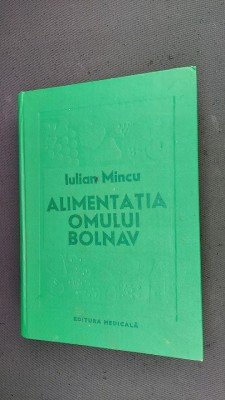 Iulian Mincu
ALIMENTAȚIA
OMULUI
BOLNAV
EDITURA MEDICALĂ